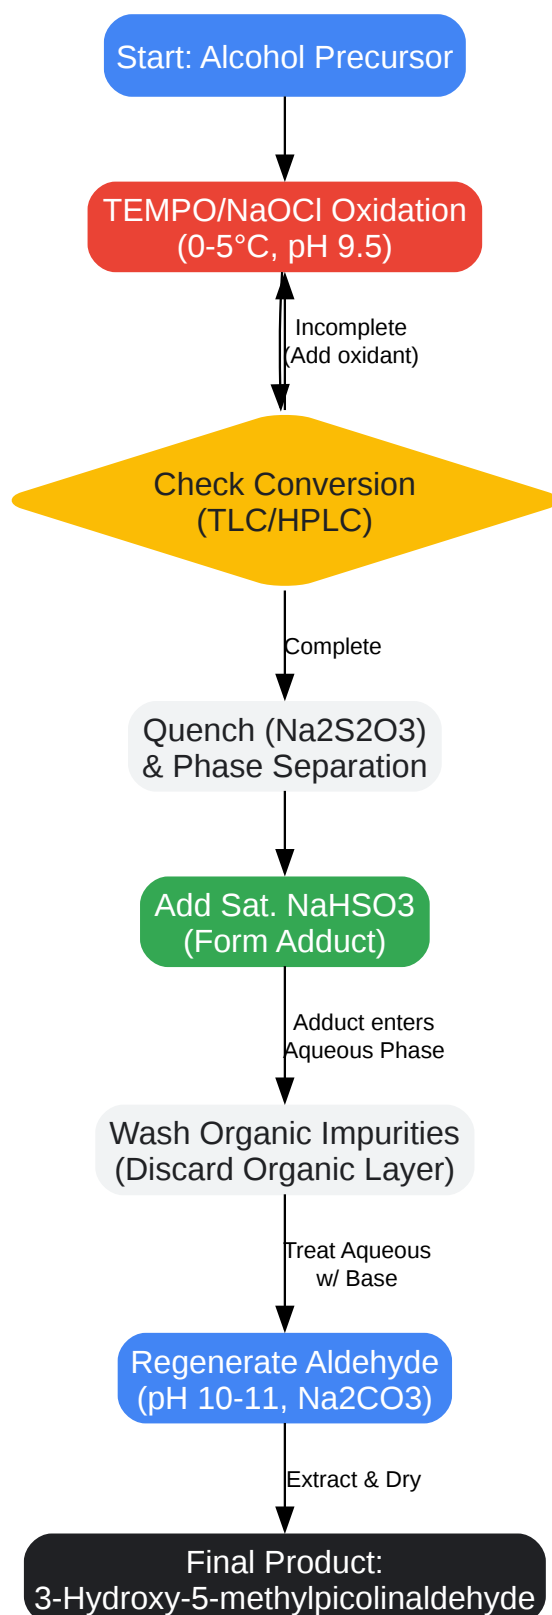 Start: Alcohol Precursor
TEMPO/NaOCl Oxidation
(0-5°C, pH 9.5)
Incomplete
(Add oxidant)
Check Conversion
(TLC/HPLC)
Complete
Quench (Na2S2O3)
& Phase Separation
Add Sat. NaHSO3
(Form Adduct)
Adduct enters
Aqueous Phase
Wash Organic Impurities
(Discard Organic Layer)
Treat Aqueous
w/ Base
Regenerate Aldehyde
(pH 10-11, Na2CO3)
Extract & Dry
Final Product:
3-Hydroxy-5-methylpicolinaldehyde